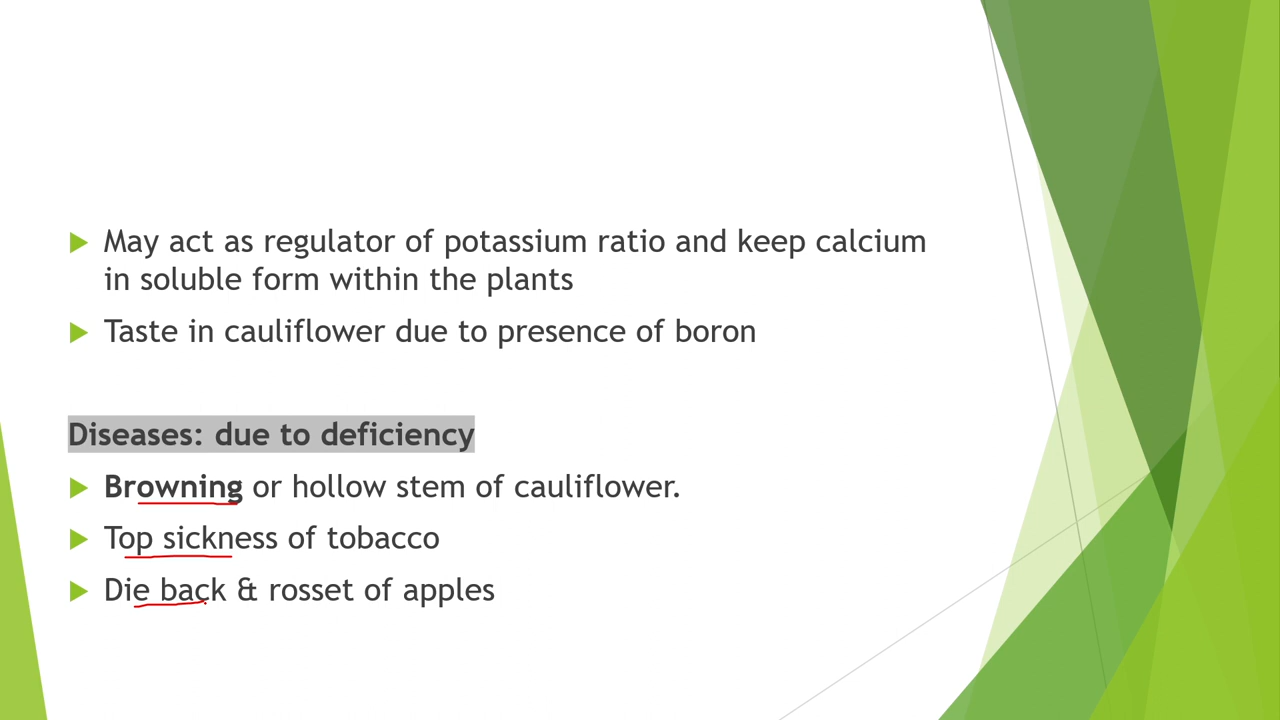 May act as regulator of potassium ratio and keep calcium
in soluble form within the plants
Taste in cauliflower due to presence of boron
Diseases: due to deficiency
Browning or hollow stem of cauliflower.
Top sickness of tobacco
Die back & rosset of apples